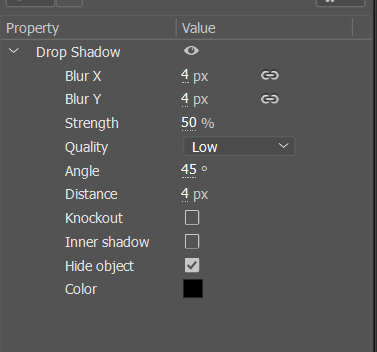 Property Value
Drop Shadow
Blur X 4 px
Blur Y 4 px
Strength 50 %
Quality Low
Angle 45 °
Distance 4 px
Knockout
Inner shadow
Hide object
Color